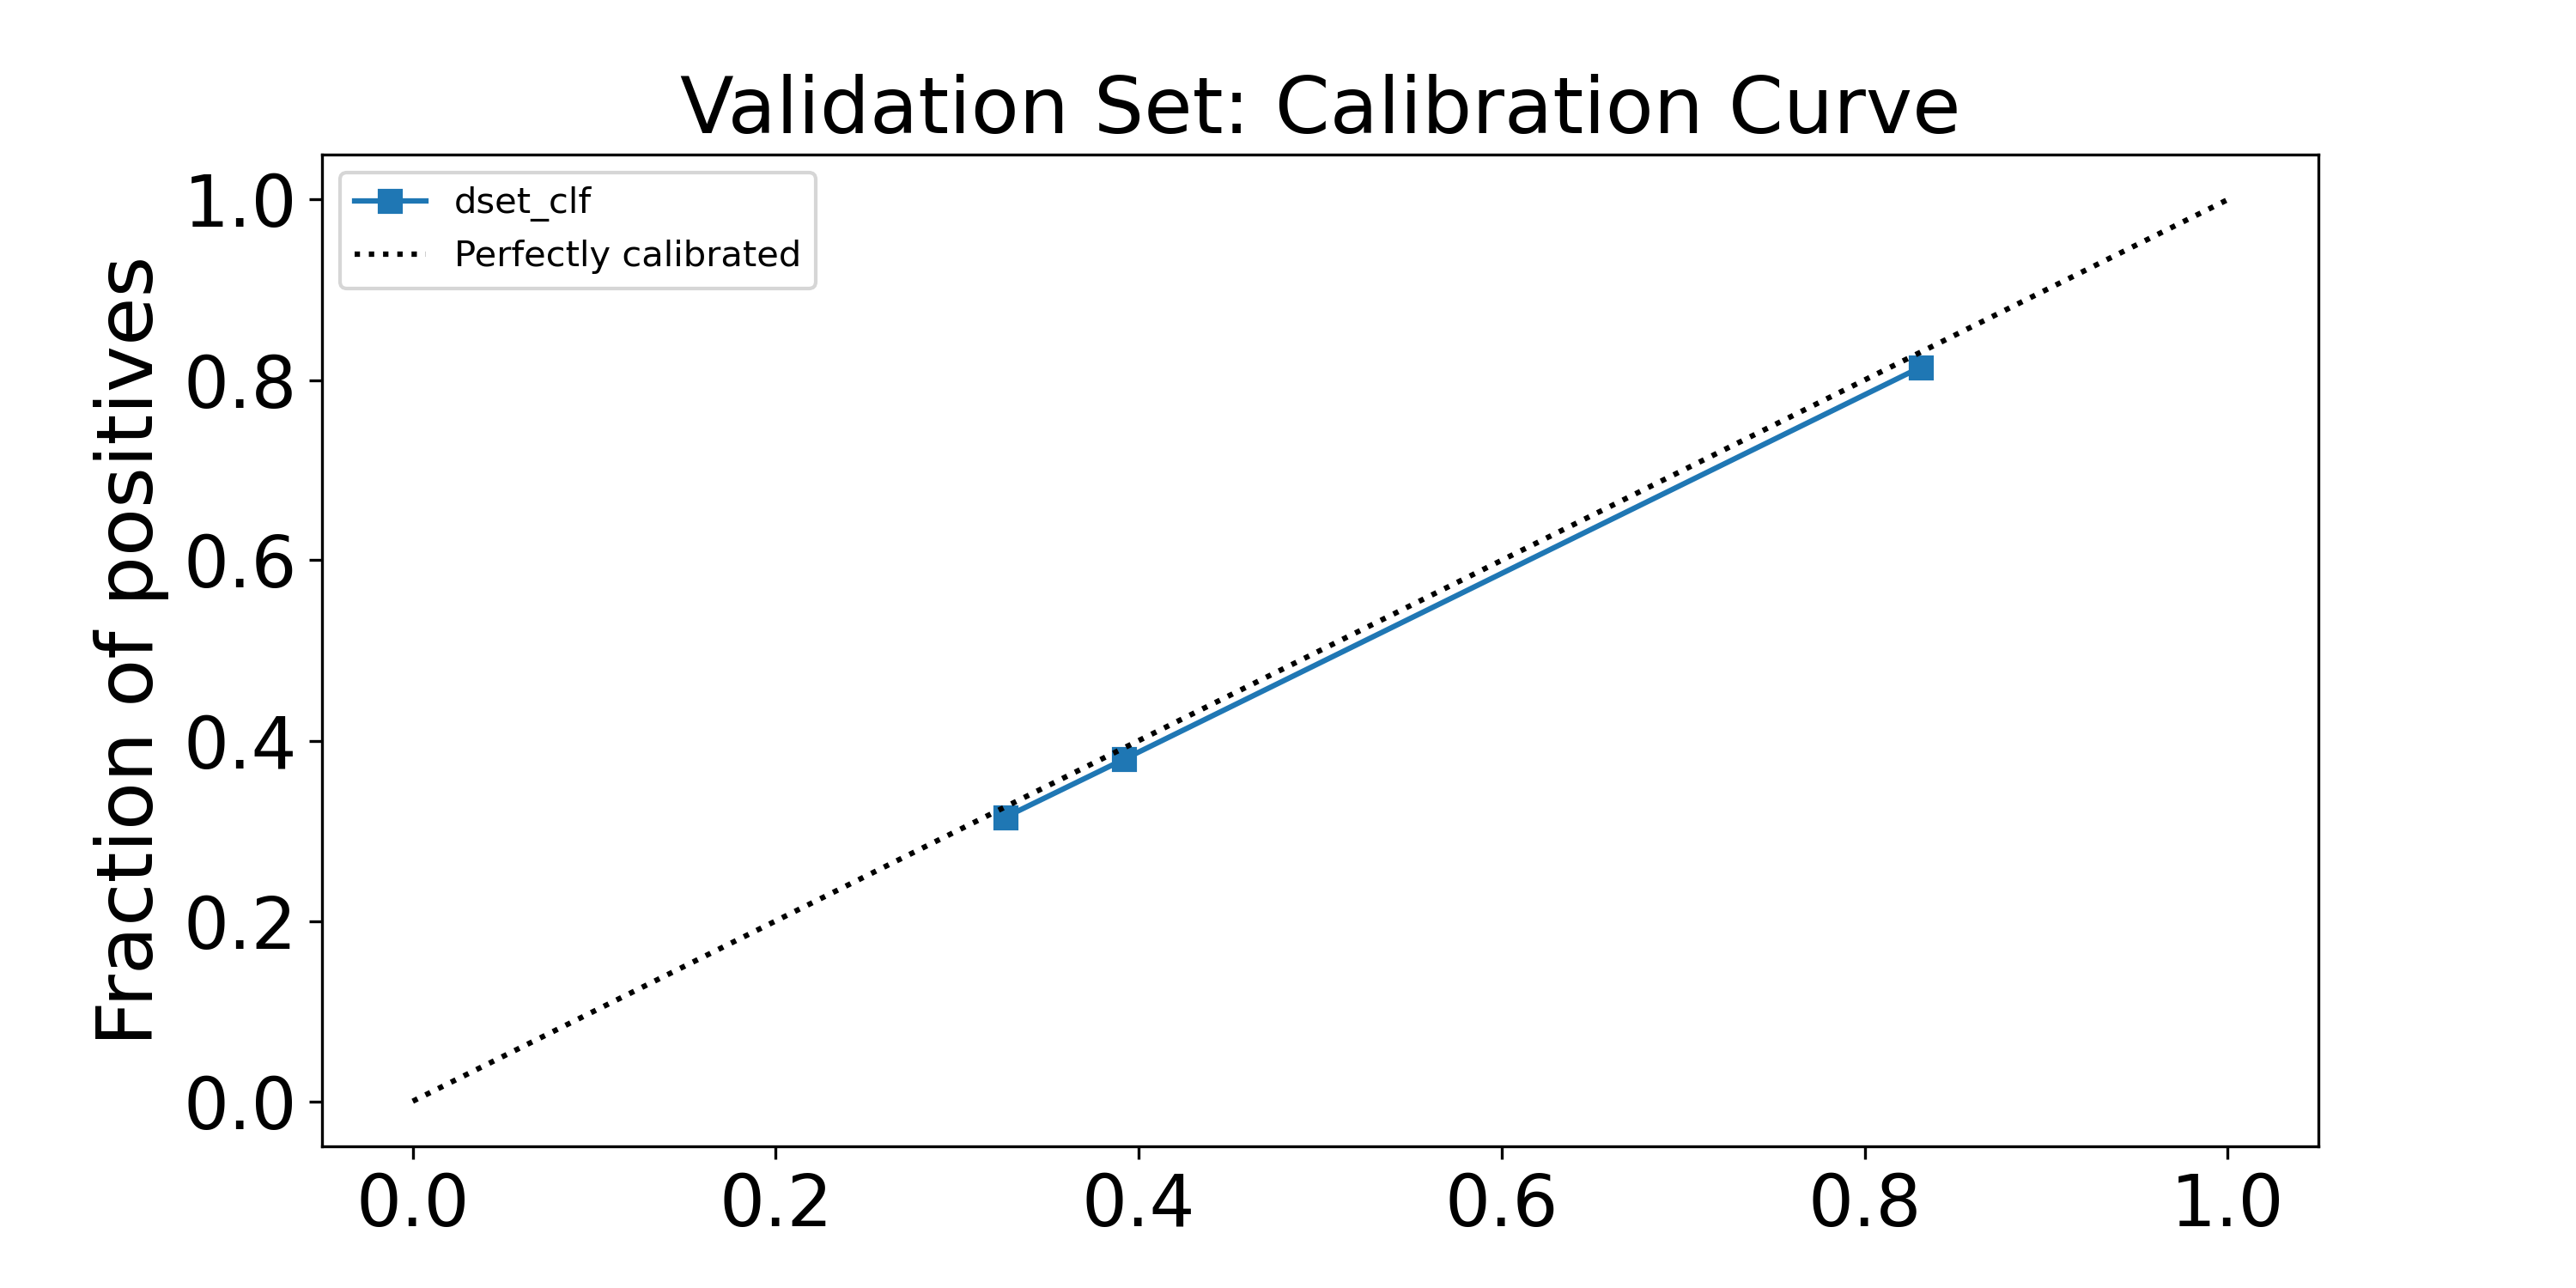 Validation Set: Calibration Curve
dset_clf
Perfectly calibrated
Fraction of positives
1.0
0.8
0.6
0.4
0.2
0.0
0.0 0.2 0.4 0.6 0.8 1.0